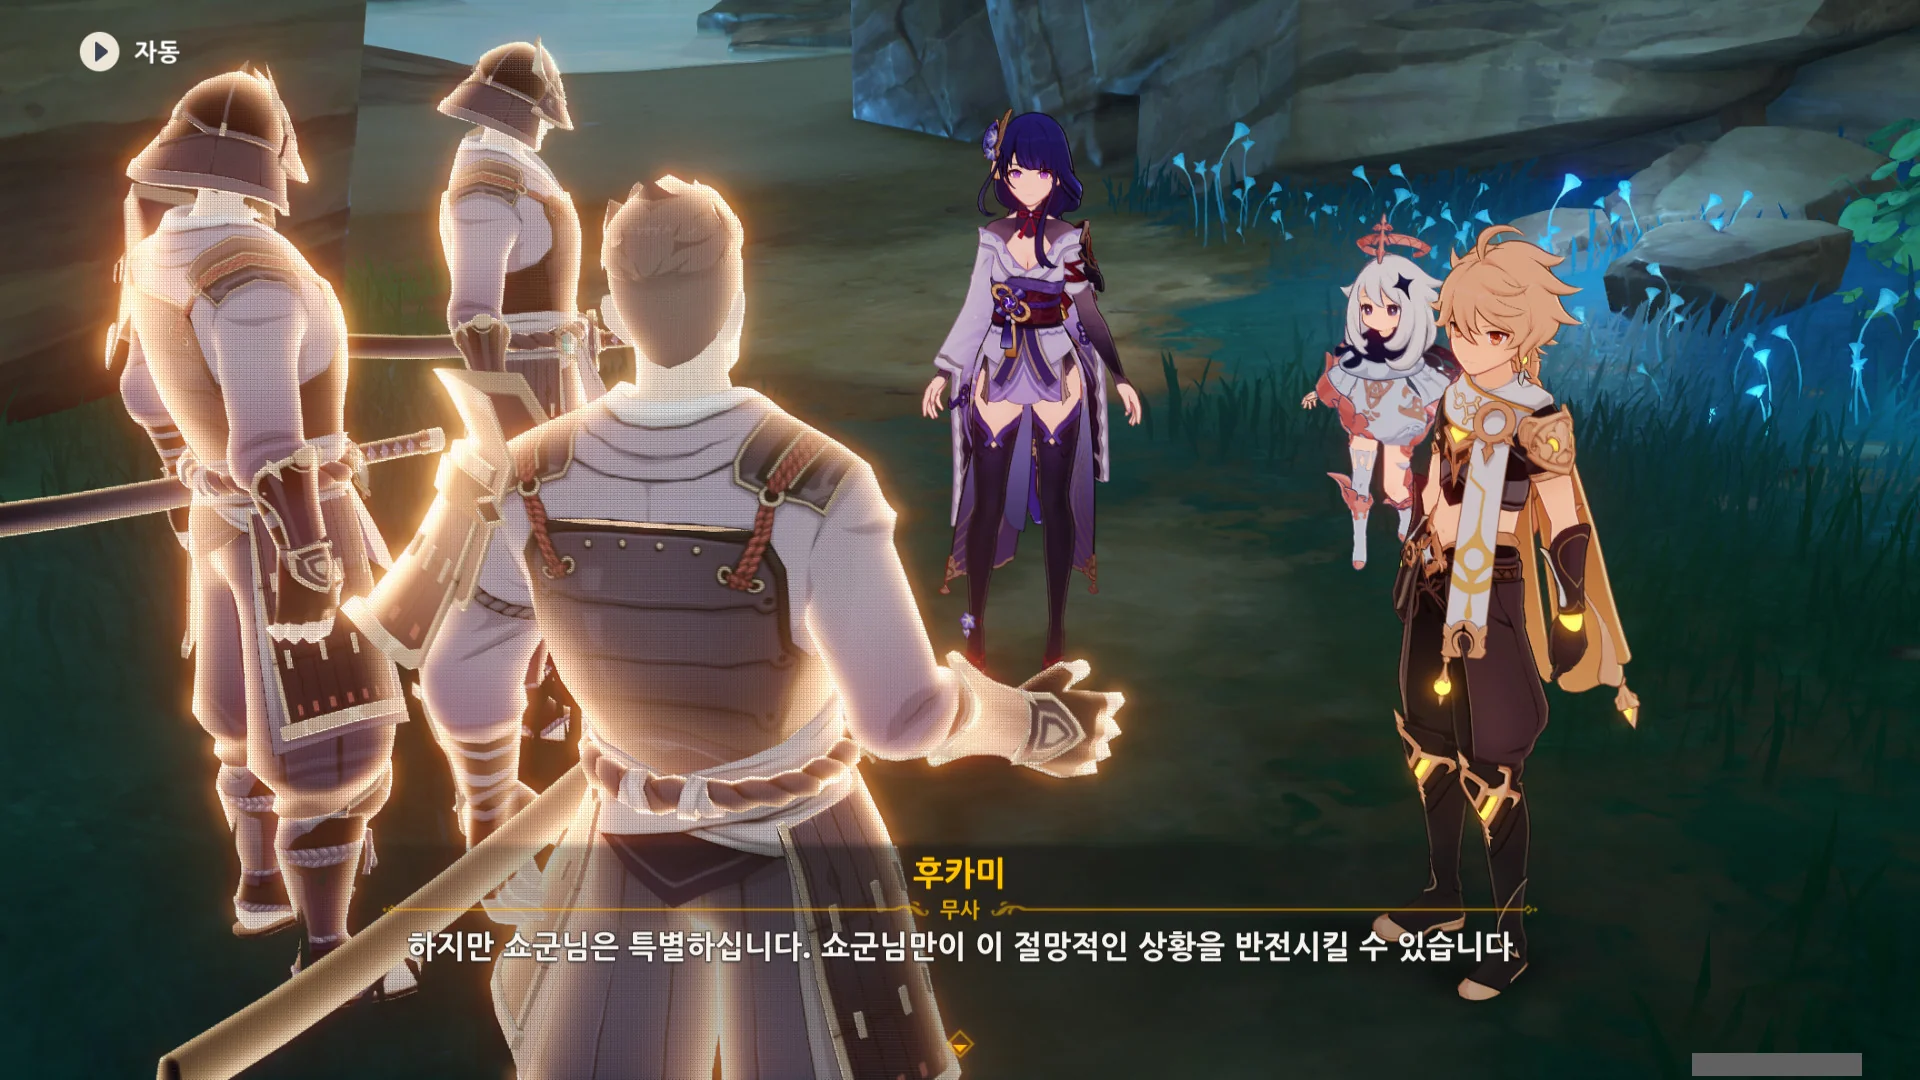 자동
후카미
무사
하지만 쇼군님은 특별하십니다. 쇼군님만이 이 절망적인 상황을 반전시킬 수 있습니다.